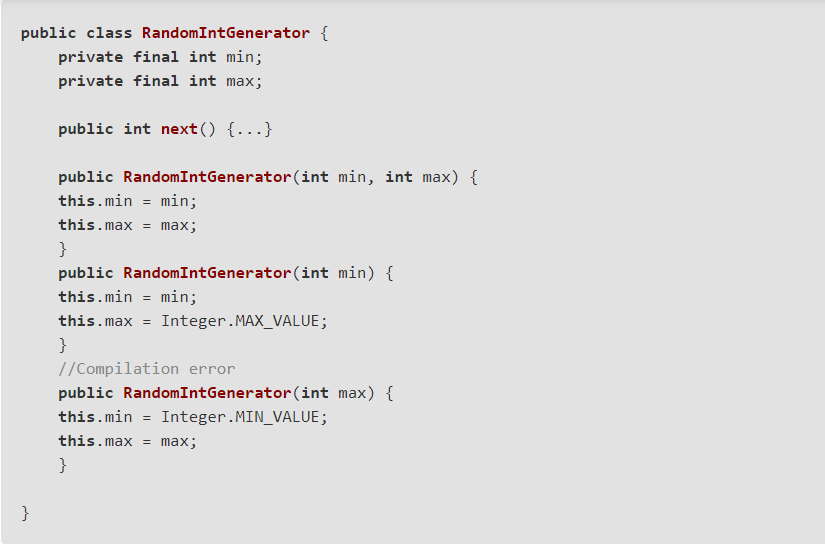 public class RandomIntGenerator {
    private final int min;
    private final int max;

    public int next() {...}

    public RandomIntGenerator(int min, int max) {
    this.min = min;
    this.max = max;
    }
    public RandomIntGenerator(int min) {
    this.min = min;
    this.max = Integer.MAX_VALUE;
    }
    //Compilation error
    public RandomIntGenerator(int max) {
    this.min = Integer.MIN_VALUE;
    this.max = max;
    }

}